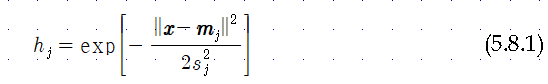 h_j = exp[ − ‖x − m_j‖² / 2s_j² ] (5.8.1)